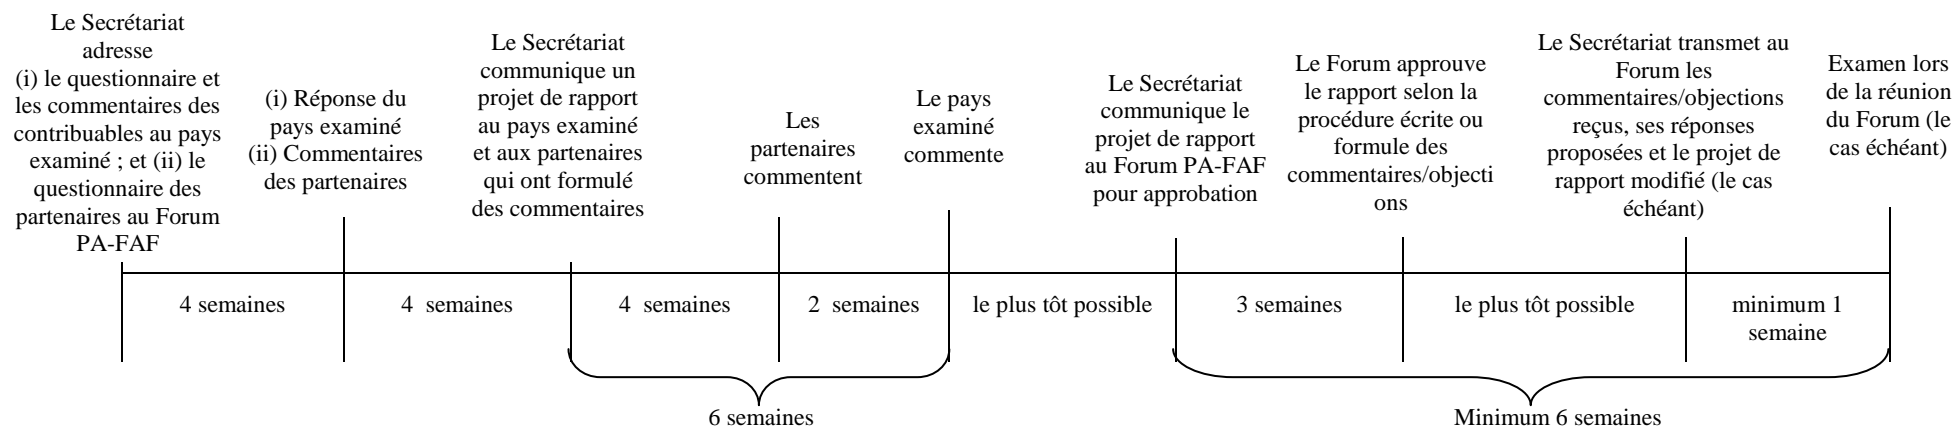 Le Secrétariat
adresse
(i) le questionnaire et
les commentaires des
contribuables au pays
examiné ; et (ii) le
questionnaire des
partenaires au Forum
PA-FAF
(i) Réponse du
pays examiné
(ii) Commentaires
des partenaires
Le Secrétariat
communique un
projet de rapport
au pays examiné
et aux partenaires
qui ont formulé
des commentaires
Les
partenaires
commentent
Le pays
examiné
commente
Le Secrétariat
communique le
projet de rapport
au Forum PA-FAF
pour approbation
Le Forum approuve
le rapport selon la
procédure écrite ou
formule des
commentaires/objecti
ons
Le Secrétariat transmet au
Forum les
commentaires/objections
reçus, ses réponses
proposées et le projet de
rapport modifié (le cas
échéant)
Examen lors
de la réunion
du Forum (le
cas échéant)
4 semaines
4 semaines
4 semaines
2 semaines
le plus tôt possible
3 semaines
le plus tôt possible
minimum 1
semaine
6 semaines
Minimum 6 semaines